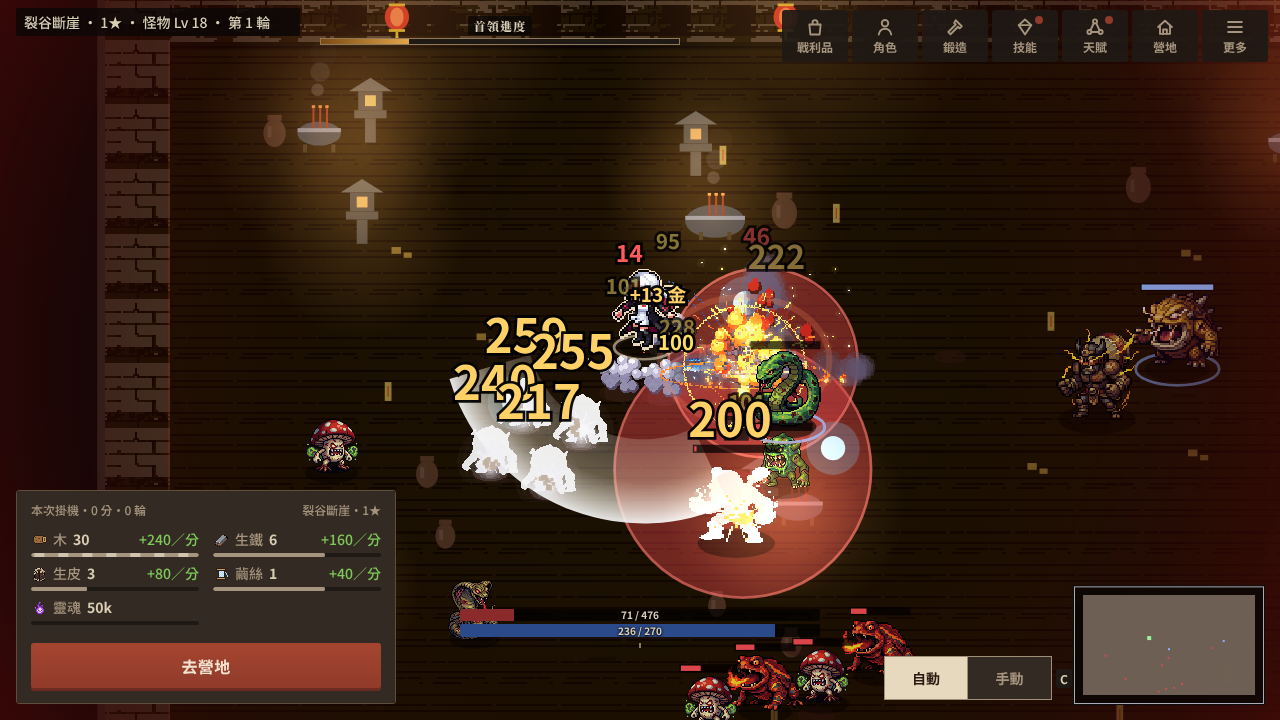 裂谷斷崖 · 1★ · 怪物 Lv 18 · 第 1 輪
首領進度
戰利品
角色
鍛造
技能
天賦
營地
更多
14
95
46
222
+13 金
228
100
250
255
240
217
200
本次掛機·0 分·0 輪
裂谷斷崖·1★
木 30 +240／分
生鐵 6 +160／分
生皮 3 +80／分
繭絲 1 +40／分
靈魂 50k
去營地
71 / 476
236 / 270
自動
手動
C